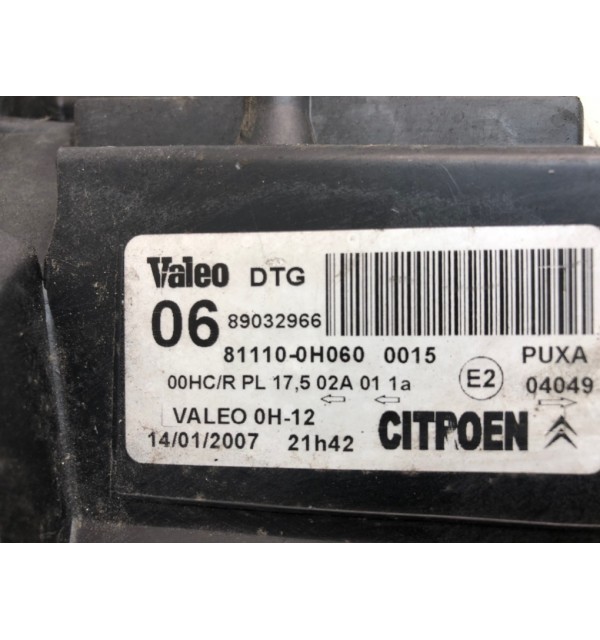 Valeo DTG
06 89032966
81110-0H060 0015 PUXA
00HC/R PL 17,5 02A 01 1a E2 04049
VALEO 0H-12
14/01/2007 21h42 CITROEN